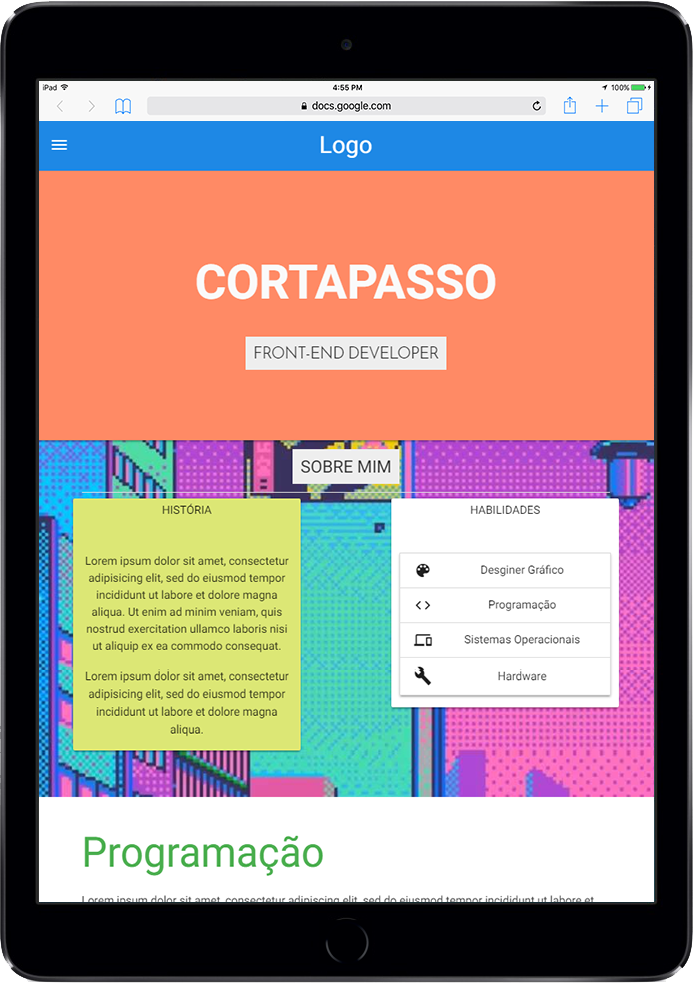 iPad 4:55 PM 100%
docs.google.com
Logo
CORTAPASSO
FRONT-END DEVELOPER
SOBRE MIM
HISTÓRIA
Lorem ipsum dolor sit amet, consectetur
adipisicing elit, sed do eiusmod tempor
incididunt ut labore et dolore magna
aliqua. Ut enim ad minim veniam, quis
nostrud exercitation ullamco laboris nisi
ut aliquip ex ea commodo consequat.
Lorem ipsum dolor sit amet, consectetur
adipisicing elit, sed do eiusmod tempor
incididunt ut labore et dolore magna
aliqua.
HABILIDADES
Desginer Gráfico
Programação
Sistemas Operacionais
Hardware
Programação
Lorem ipsum dolor sit amet, consectetur adipiscing elit, sed do eiusmod tempor incididunt ut labore et